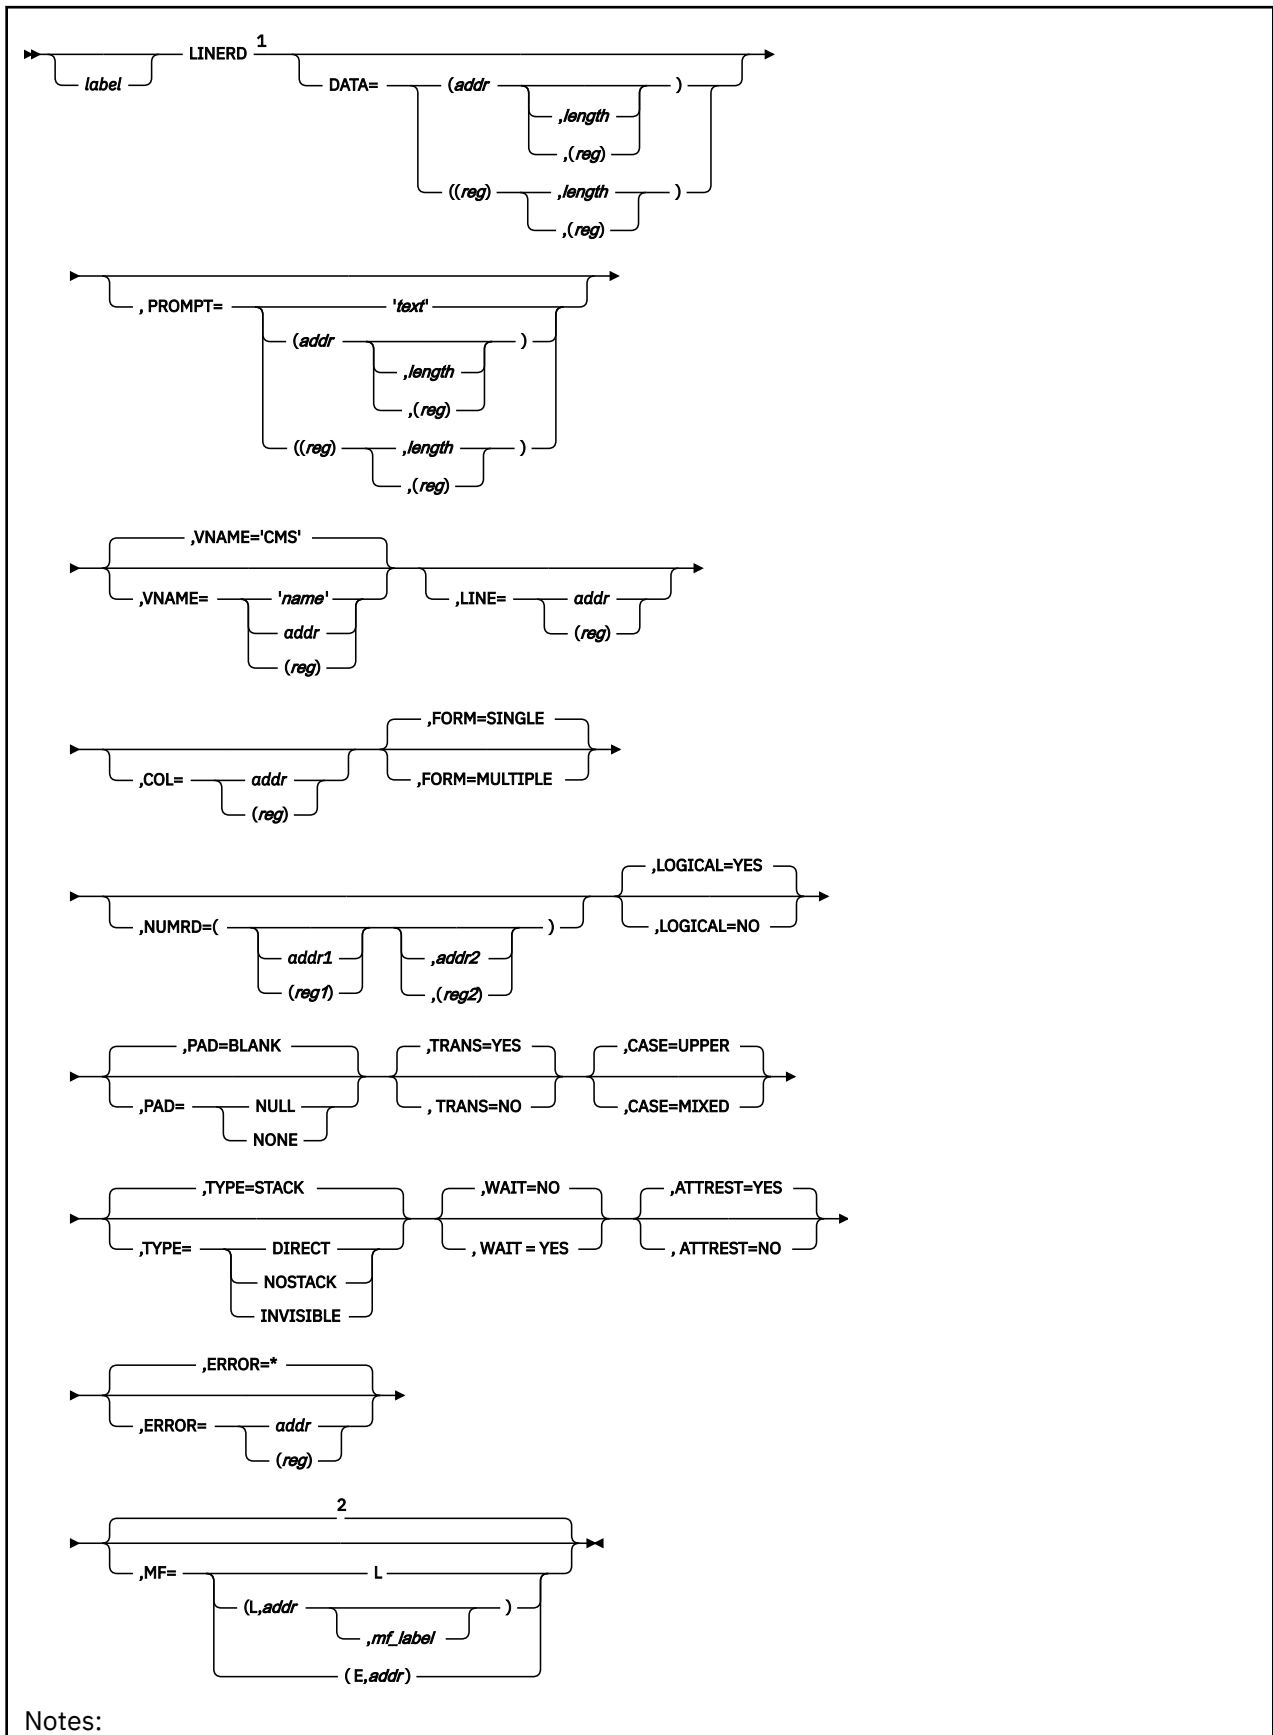 1
LINERD
label
DATA= (addr )
,length
,(reg)
((reg) ,length )
,(reg)
, PROMPT= 'text'
(addr )
,length
,(reg)
((reg) ,length )
,(reg)
,VNAME='CMS'
,VNAME= 'name' ,LINE= addr
addr (reg)
(reg)
,FORM=SINGLE
,COL= addr ,FORM=MULTIPLE
(reg)
,LOGICAL=YES
,NUMRD=( ) ,LOGICAL=NO
addr1 ,addr2
(reg1) ,(reg2)
,PAD=BLANK ,TRANS=YES ,CASE=UPPER
,PAD= NULL , TRANS=NO ,CASE=MIXED
NONE
,TYPE=STACK ,WAIT=NO ,ATTREST=YES
,TYPE= DIRECT , WAIT = YES , ATTREST=NO
NOSTACK
INVISIBLE
,ERROR=*
,ERROR= addr
(reg)
2
,MF= L
(L,addr )
,mf_label
( E,addr)
Notes: